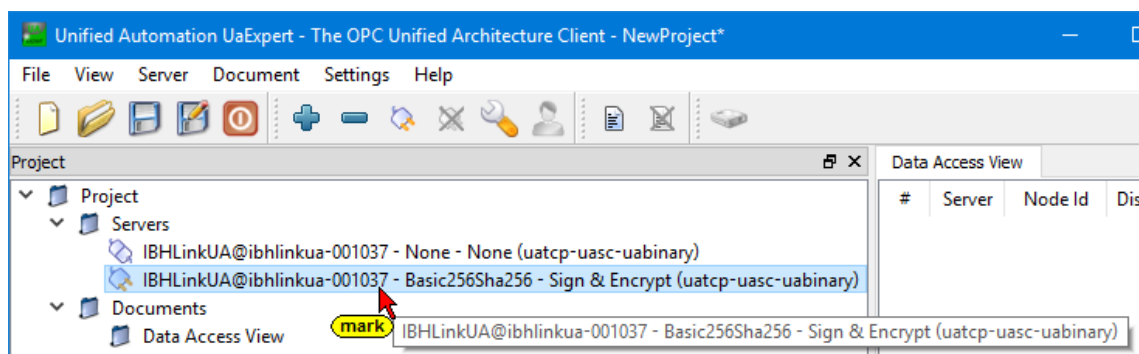 Unified Automation UaExpert - The OPC Unified Architecture Client - NewProject*
File View Server Document Settings Help
Project
Data Access View
Project
# Server Node Id Dis
Servers
IBHLinkUA@ibhlinkua-001037 - None - None (uatcp-uasc-uabinary)
IBHLinkUA@ibhlinkua-001037 - Basic256Sha256 - Sign & Encrypt (uatcp-uasc-uabinary)
Documents
mark
IBHLinkUA@ibhlinkua-001037 - Basic256Sha256 - Sign & Encrypt (uatcp-uasc-uabinary)
Data Access View